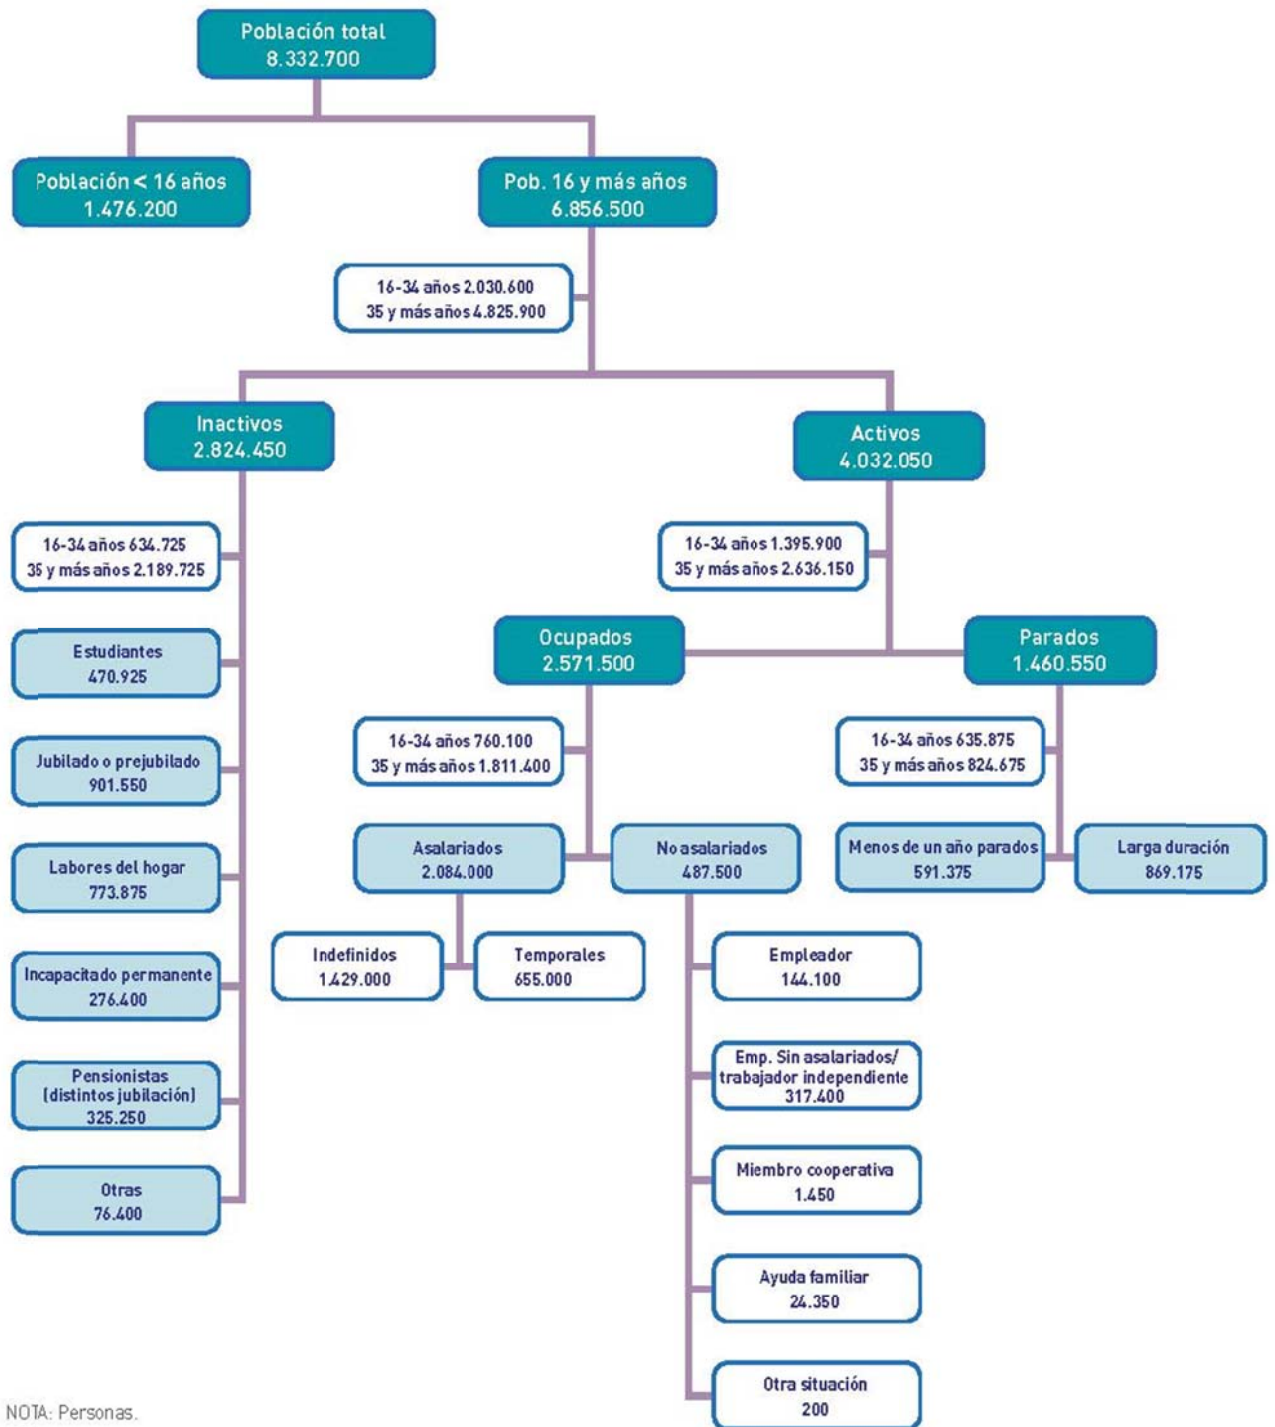 Población total
8.332.700
Población < 16 años
1.476.200
Pob. 16 y más años
6.856.500
16-34 años 2.030.600
35 y más años 4.825.900
Inactivos
2.824.450
Activos
4.032.050
16-34 años 634.725
35 y más años 2.189.725
16-34 años 1.395.900
35 y más años 2.636.150
Estudiantes
470.925
Ocupados
2.571.500
Parados
1.460.550
16-34 años 760.100
35 y más años 1.811.400
16-34 años 635.875
35 y más años 824.675
Jubilado o prejubilado
901.550
Asalariados
2.084.000
No asalariados
487.500
Menos de un año parados
591.375
Larga duración
869.175
Labores del hogar
773.875
Indefinidos
1.429.000
Temporales
655.000
Empleador
144.100
Incapacitado permanente
276.400
Emp. Sin asalariados/
trabajador independiente
317.400
Pensionistas
(distintos jubilación)
325.250
Miembro cooperativa
1.450
Otras
76.400
Ayuda familiar
24.350
Otra situación
200
NOTA: Personas.